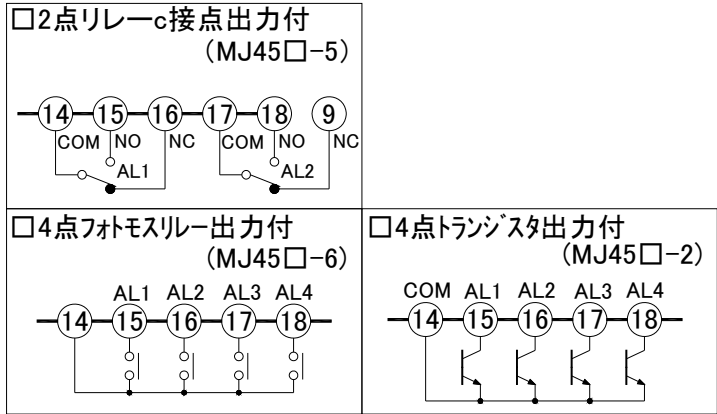 □2点リレーc接点出力付
(MJ45□-5)
14 15 16 17 18 9
COM NO NC COM NO NC
AL1 AL2
□4点フォトモスリレー出力付
(MJ45□-6)
AL1 AL2 AL3 AL4
14 15 16 17 18
□4点トランジスタ出力付
(MJ45□-2)
COM AL1 AL2 AL3 AL4
14 15 16 17 18